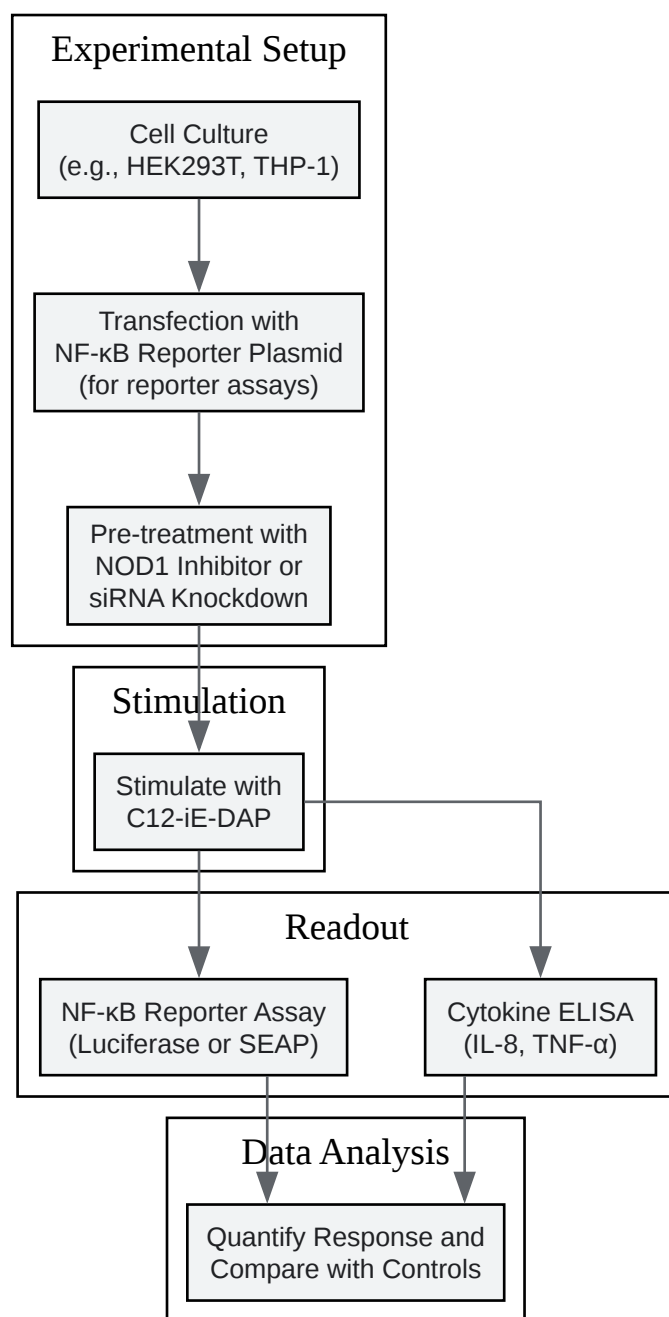 Experimental Setup
Cell Culture
(e.g., HEK293T, THP-1)
Transfection with
NF-κB Reporter Plasmid
(for reporter assays)
Pre-treatment with
NOD1 Inhibitor or
siRNA Knockdown
Stimulation
Stimulate with
C12-iE-DAP
Readout
NF-κB Reporter Assay
(Luciferase or SEAP)
Cytokine ELISA
(IL-8, TNF-α)
Data Analysis
Quantify Response and
Compare with Controls